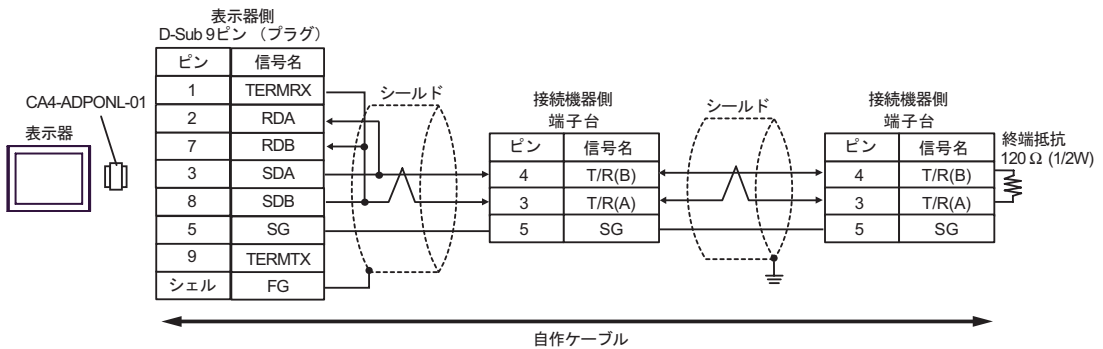 表示器側
D-Sub 9ピン （プラグ）
ピン 信号名
1 TERMRX
2 RDA
7 RDB
3 SDA
8 SDB
5 SG
9 TERMTX
シェル FG
CA4-ADPONL-01
表示器
シールド
接続機器側
端子台
ピン 信号名
4 T/R(B)
3 T/R(A)
5 SG
シールド
接続機器側
端子台
ピン 信号名
4 T/R(B)
3 T/R(A)
5 SG
終端抵抗
120 Ω (1/2W)
自作ケーブル